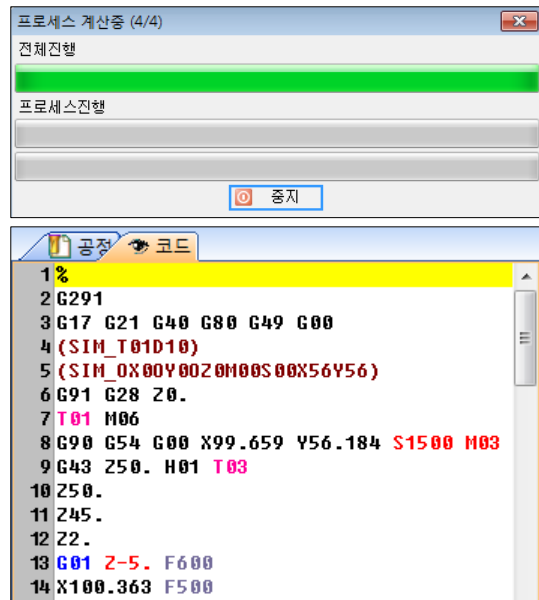 프로세스 계산중 (4/4)
전체진행
프로세스진행
중지
공정 코드
1 %
2 G291
3 G17 G21 G40 G80 G49 G00
4 (SIM_T01D10)
5 (SIM_OX0OY0OZ0M00S00X56Y56)
6 G91 G28 Z0.
7 T01 M06
8 G90 G54 G00 X99.659 Y56.184 S1500 M03
9 G43 Z50. H01 T03
10 Z50.
11 Z45.
12 Z2.
13 G01 Z-5. F600
14 X100.363 F500